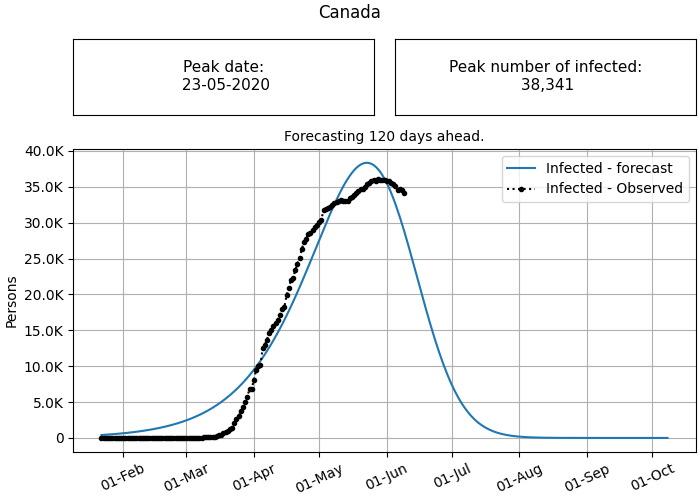 Canada
Peak date:
23-05-2020
Peak number of infected:
38,341
Forecasting 120 days ahead.
40.0K
35.0K
30.0K
25.0K
20.0K
15.0K
10.0K
5.0K
0
Persons
Infected - forecast
Infected - Observed
01-Feb
01-Mar
01-Apr
01-May
01-Jun
01-Jul
01-Aug
01-Sep
01-Oct